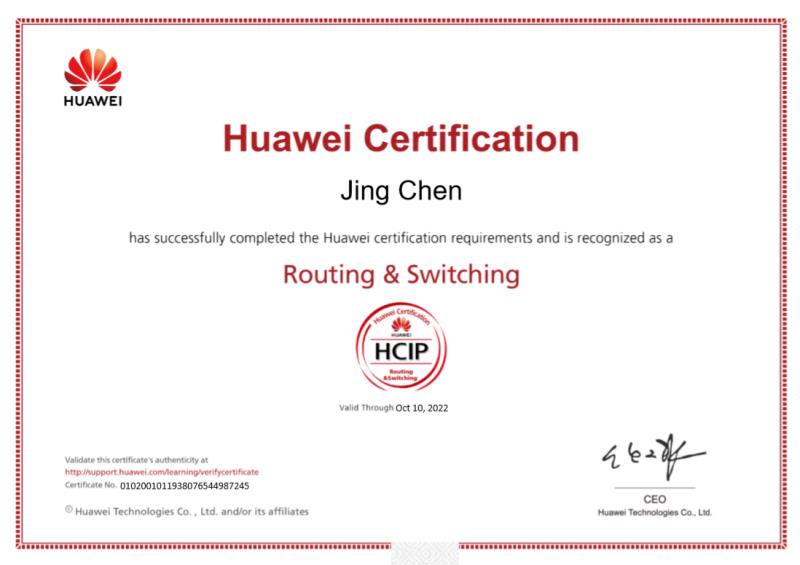 HUAWEI
Huawei Certification
Jing Chen
has successfully completed the Huawei certification requirements and is recognized as a
Routing & Switching
Huawei Certification
HUAWEI
HCIP
Routing
&Switching
Valid Through Oct 10, 2022
Validate this certificate's authenticity at
http://support.huawei.com/learning/verifycertificate
Certificate No. 0102001011938076544987245
© Huawei Technologies Co. , Ltd. and/or its affiliates
CEO
Huawei Technologies Co., Ltd.